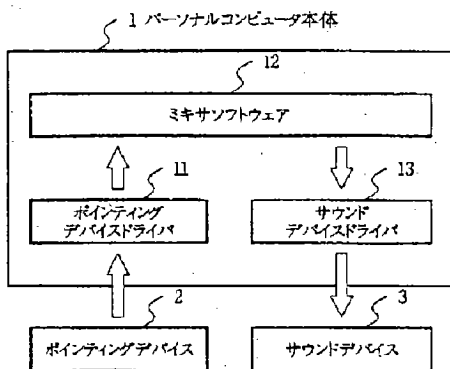 1 パーソナルコンピュータ本体
12
ミキサソフトウェア
11
13
ポインティング
デバイスドライバ
サウンド
デバイスドライバ
2
3
ポインティングデバイス
サウンドデバイス